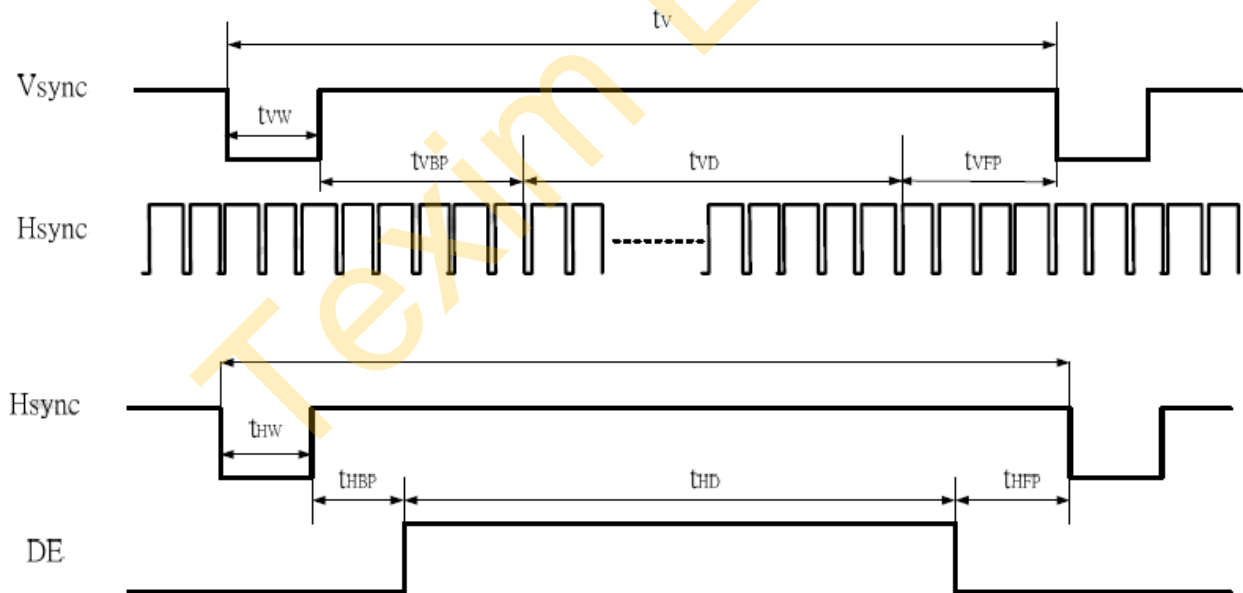 tV
Vsync
tVW
tVBP
tVD
tVFP
Hsync
Hsync
tHW
tHBP
tHD
tHFP
DE
Texim